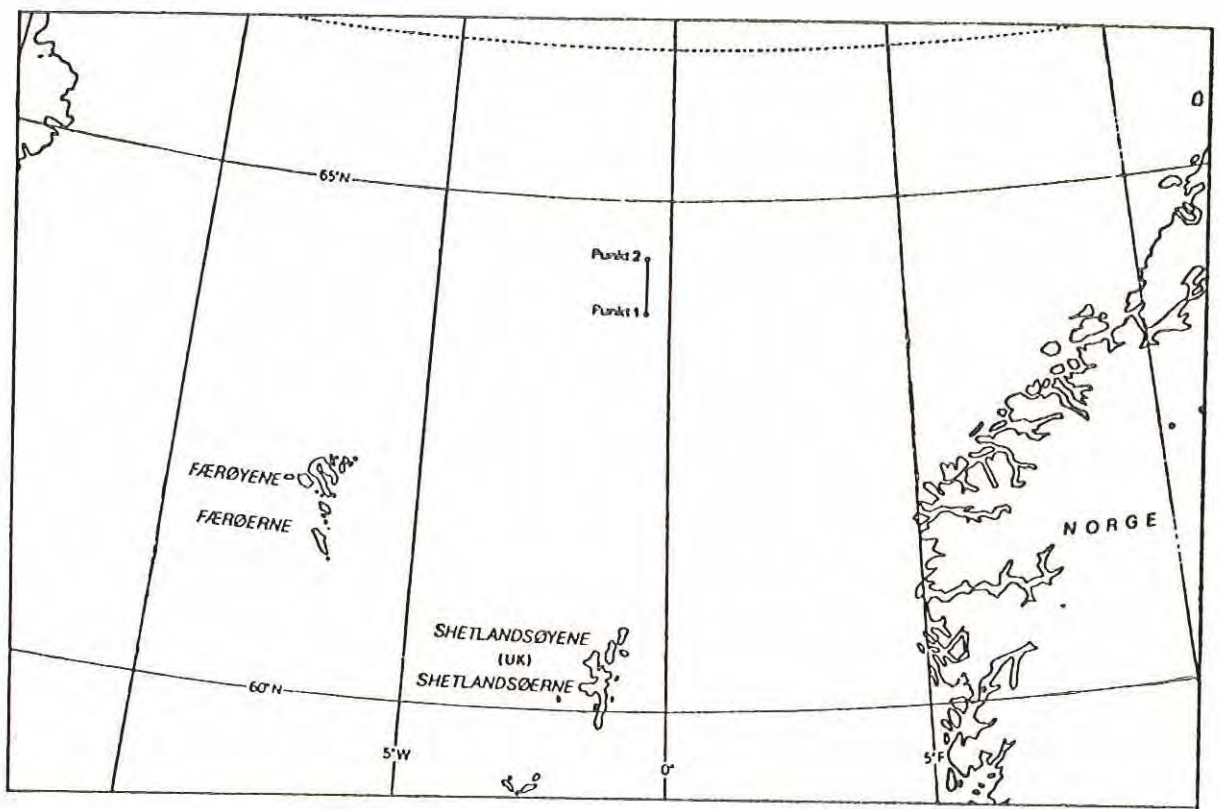 65°N
Punkt 2
Punkt 1
FÆRØYENE
FÆRØERNE
NORGE
SHETLANDSØYENE
(UK)
SHETLANDSØERNE
60°N
5°W
0°
5°F